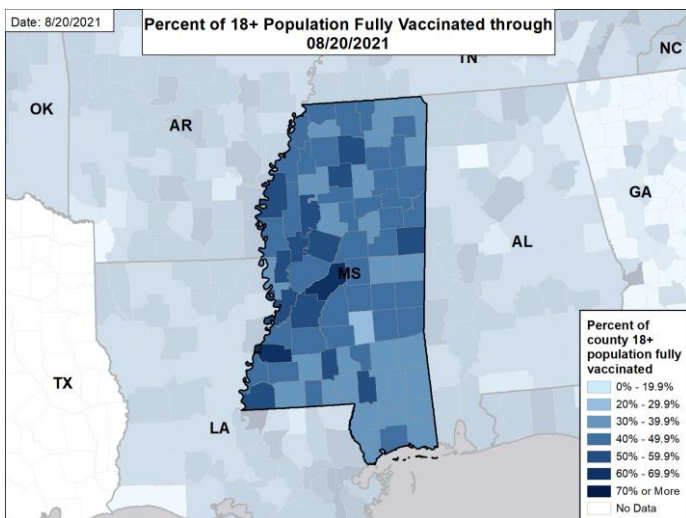 Date: 8/20/2021
Percent of 18+ Population Fully Vaccinated through
08/20/2021
TN
NC
OK
AR
GA
MS
AL
TX
LA
Percent of
county 18+
population fully
vaccinated
0% - 19.9%
20% - 29.9%
30% - 39.9%
40% - 49.9%
50% - 59.9%
60% - 69.9%
70% or More
No Data